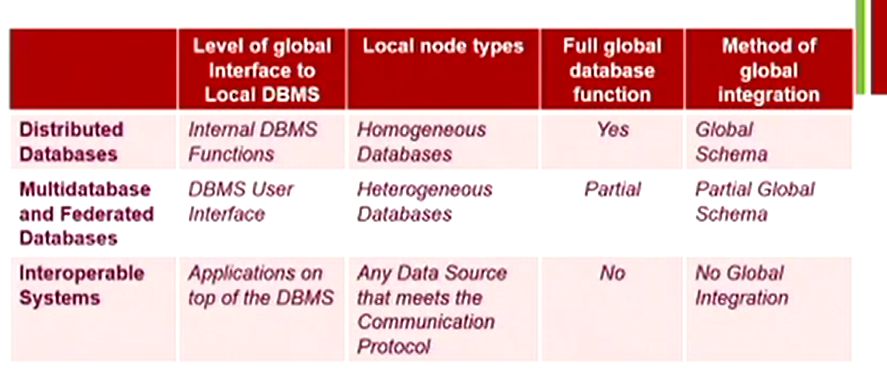 Level of global
Interface to
Local DBMS
Local node types
Full global
database
function
Method of
global
integration
Distributed
Databases
Internal DBMS
Functions
Homogeneous
Databases
Yes
Global
Schema
Multidatabase
and Federated
Databases
DBMS User
Interface
Heterogeneous
Databases
Partial
Partial Global
Schema
Interoperable
Systems
Applications on
top of the DBMS
Any Data Source
that meets the
Communication
Protocol
No
No Global
Integration